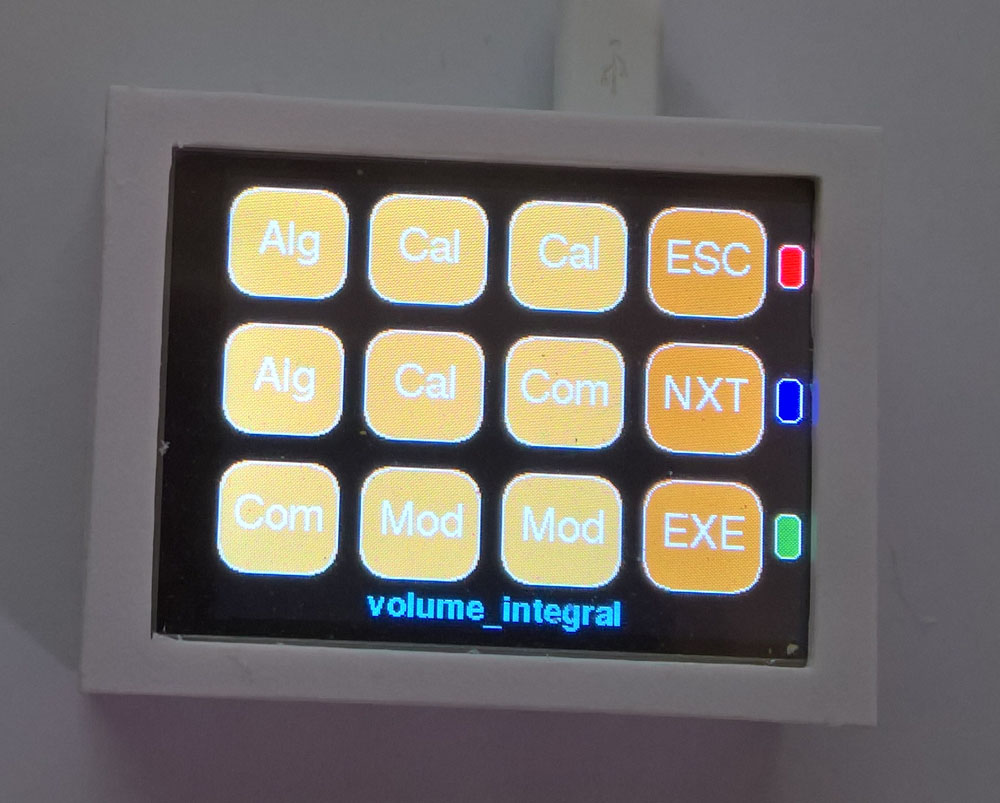 Alg Cal Cal ESC
Alg Cal Com NXT
Com Mod Mod EXE
volume_integral